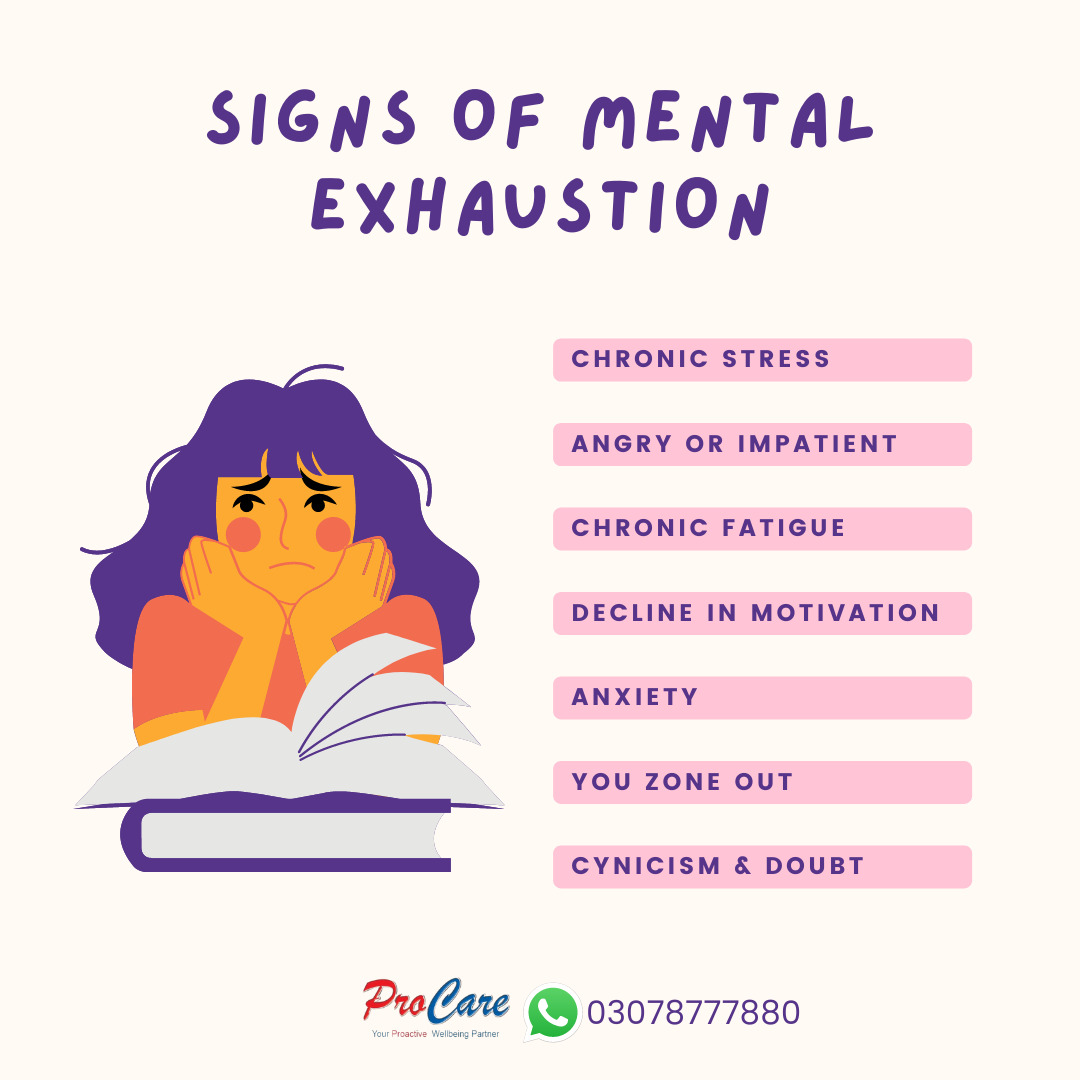 SIGNS OF MENTAL
EXHAUSTION
CHRONIC STRESS
ANGRY OR IMPATIENT
CHRONIC FATIGUE
DECLINE IN MOTIVATION
ANXIETY
YOU ZONE OUT
CYNICISM & DOUBT
ProCare
Your Proactive Wellbeing Partner
03078777880